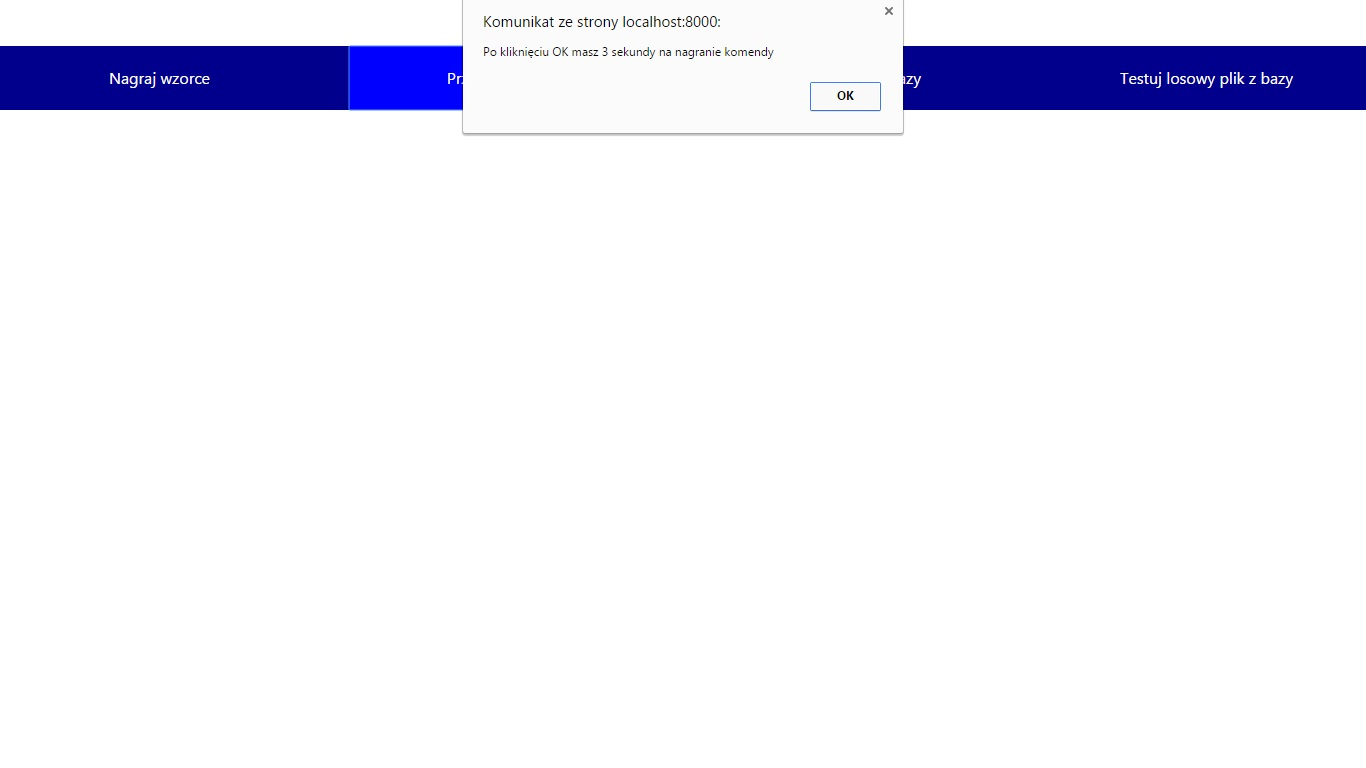 Komunikat ze strony localhost:8000:
Po kliknięciu OK masz 3 sekundy na nagranie komendy
OK
Nagraj wzorce
Testuj losowy plik z bazy